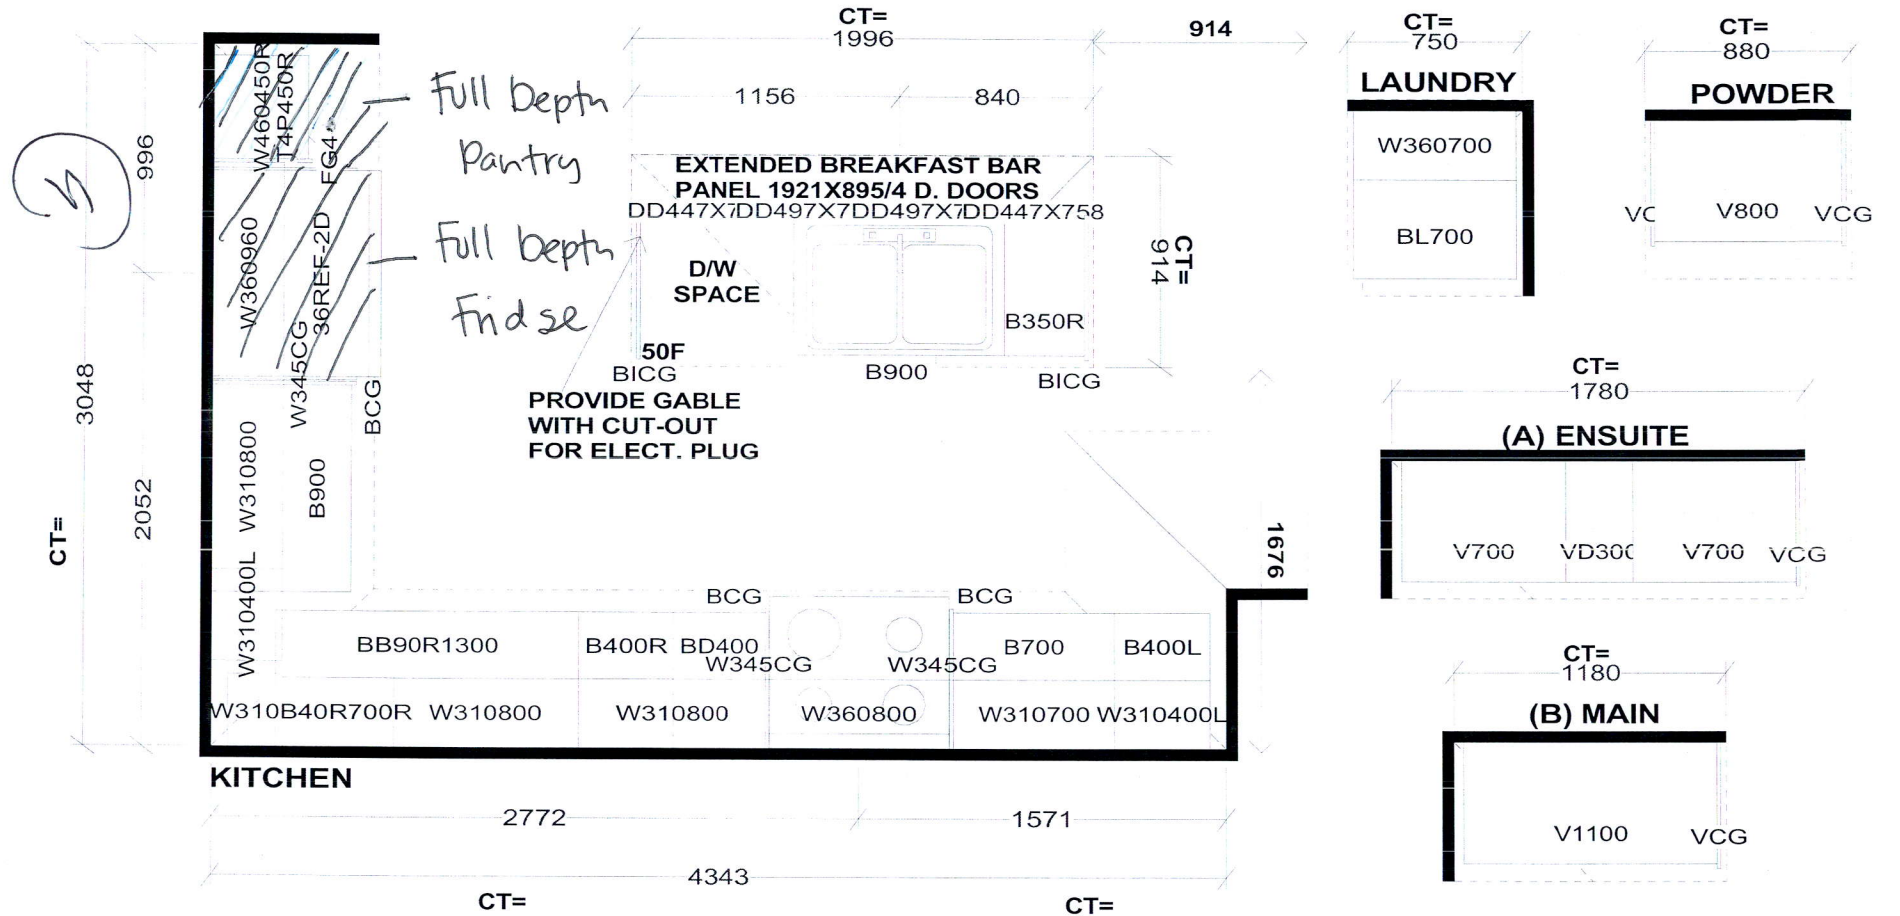 CT=
1996
914
1156
840
CT=
750
LAUNDRY
W360700
BL700
CT=
880
POWDER
V800
VCG
W460450R
T4P450R
Full Depth
Pantry
996
W360960
36REF-2D
Full Depth
Fridge
EXTENDED BREAKFAST BAR
PANEL 1921X895/4 D. DOORS
DD447X7DD497X7DD497X7DD447X758
D/W
SPACE
B350R
CT=
914
50F
BICG
B900
BICG
PROVIDE GABLE
WITH CUT-OUT
FOR ELECT. PLUG
W345CG
BCG
3048
2052
CT=
W310800
B900
W310400L
BCG
BCG
BB90R1300
B400R
BD400
W345CG
W345CG
B700
B400L
W310B40R700R
W310800
W310800
W360800
W310700
W310400L
1676
KITCHEN
2772
1571
4343
CT=
CT=
CT=
1780
(A) ENSUITE
V700
VD300
V700
VCG
CT=
1180
(B) MAIN
V1100
VCG